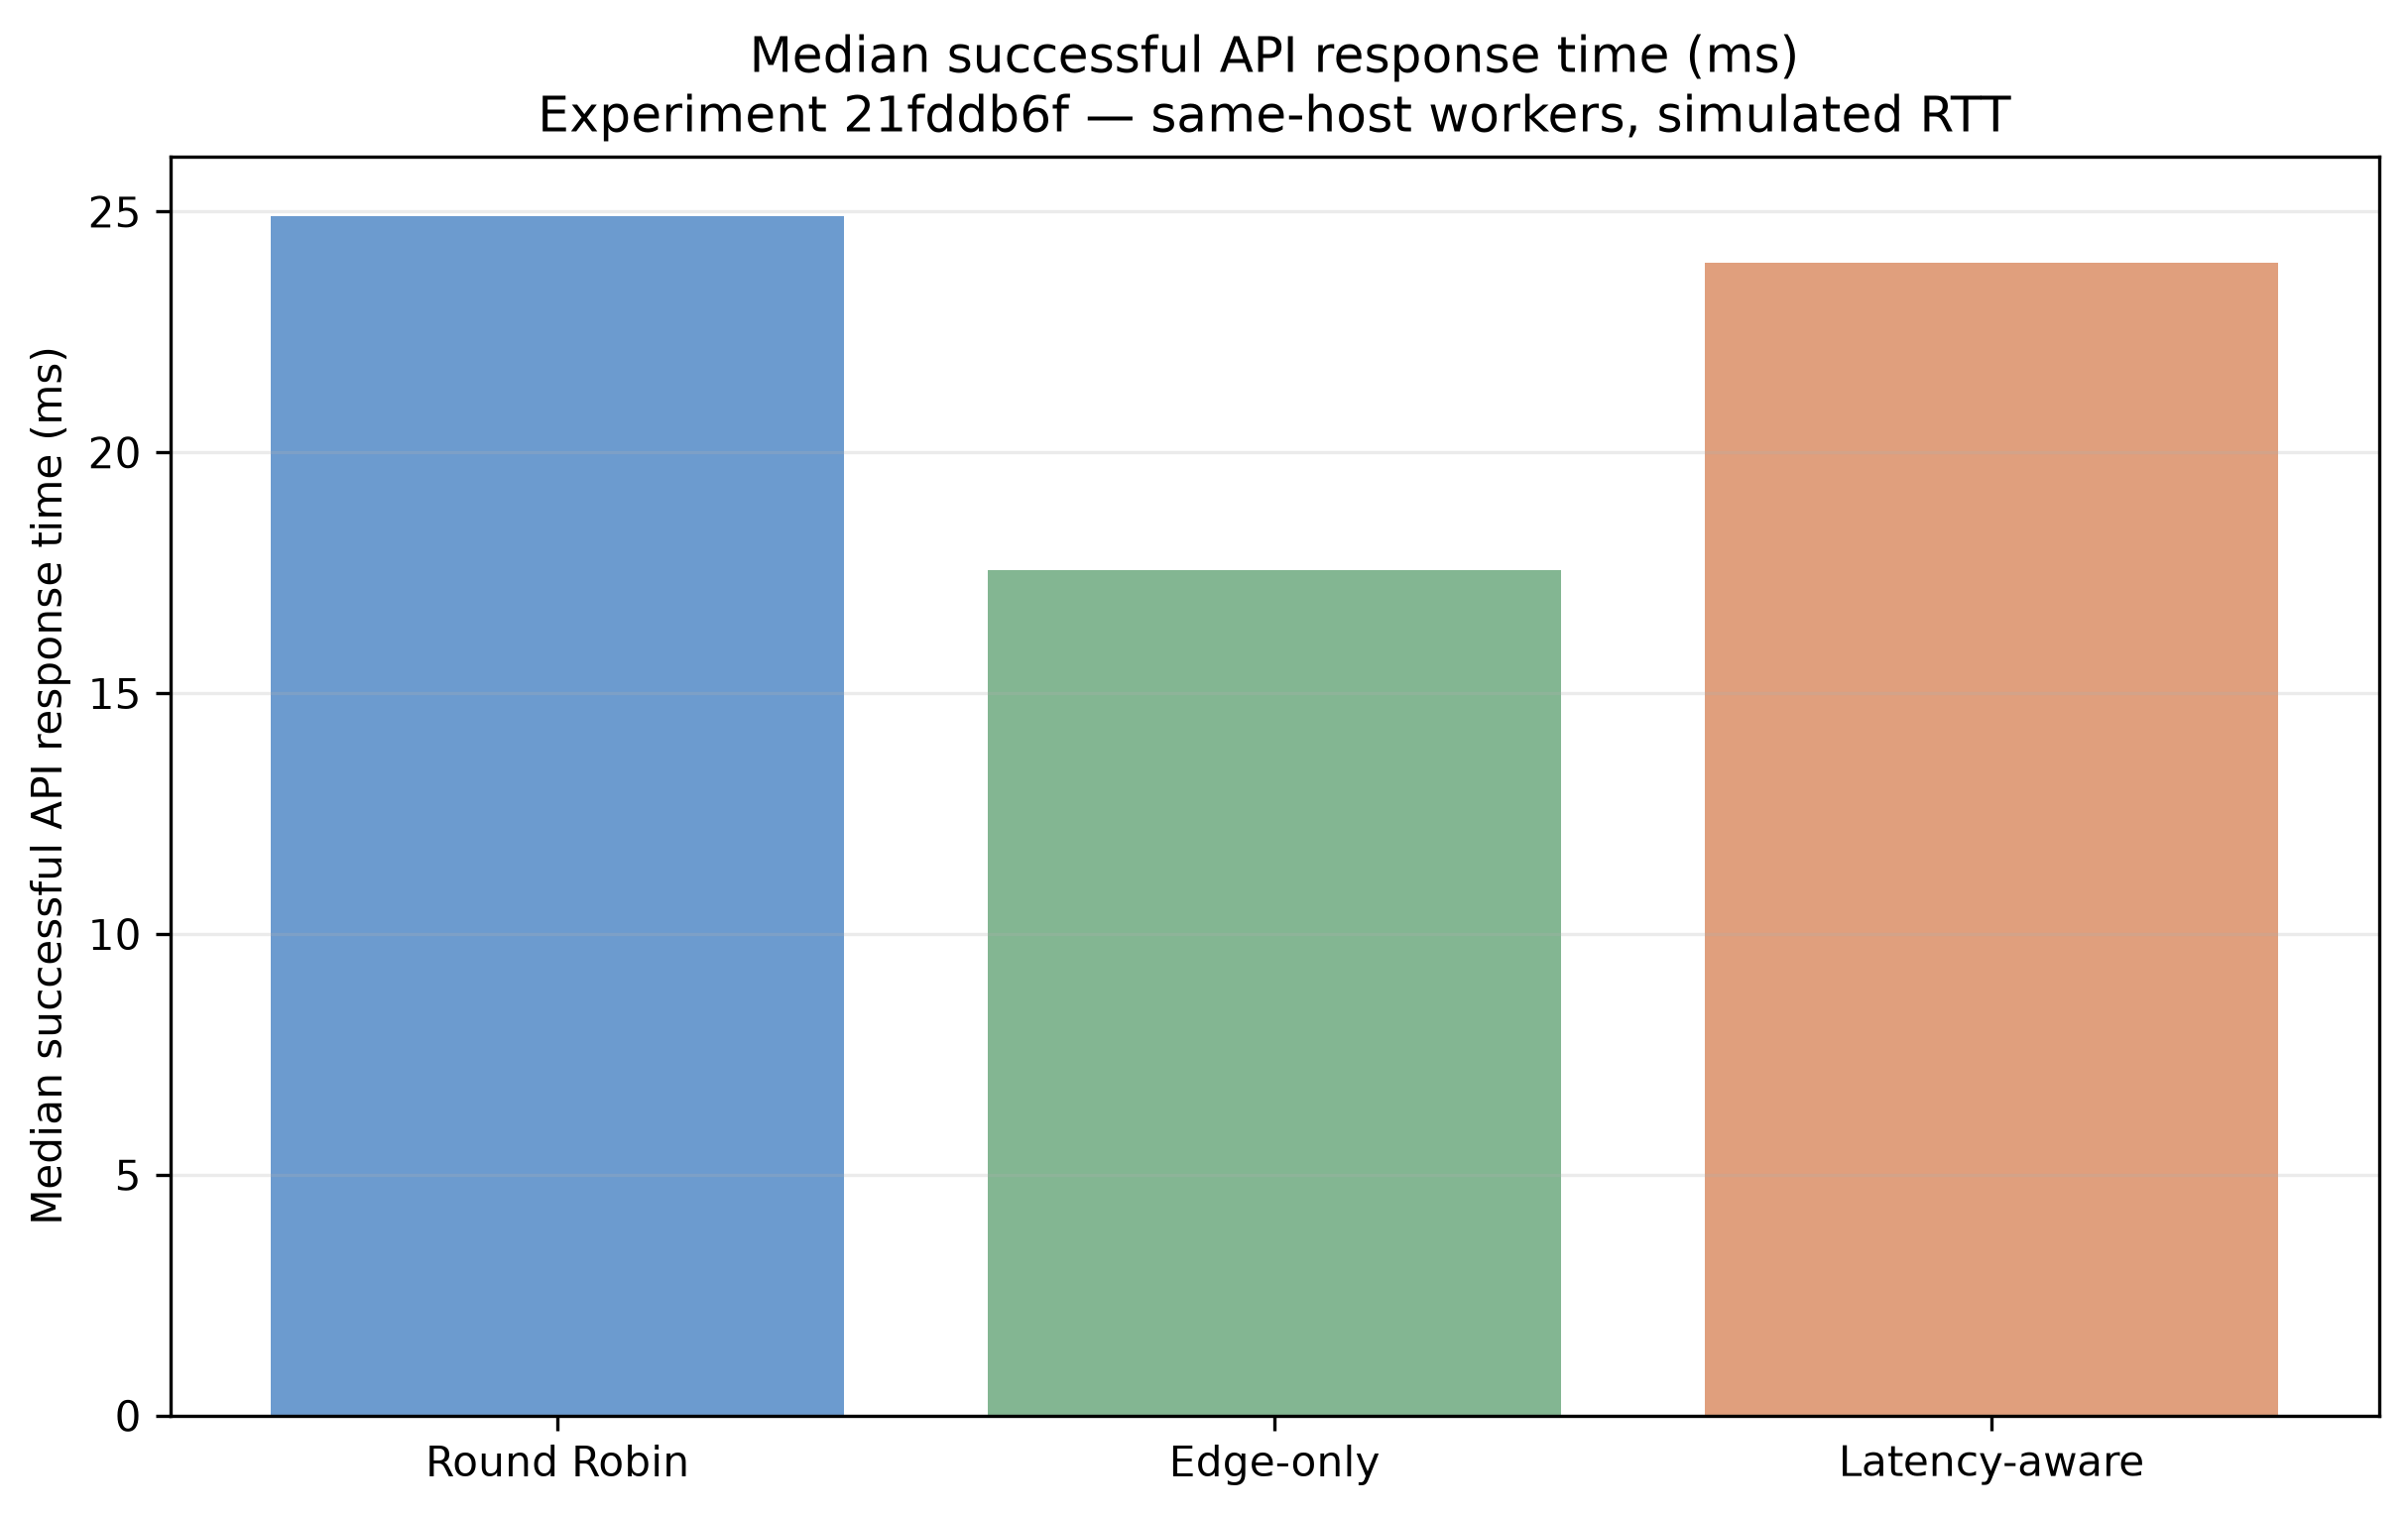 Median successful API response time (ms)
Experiment 21fddb6f — same-host workers, simulated RTT
Median successful API response time (ms)
25
20
15
10
5
0
Round Robin
Edge-only
Latency-aware